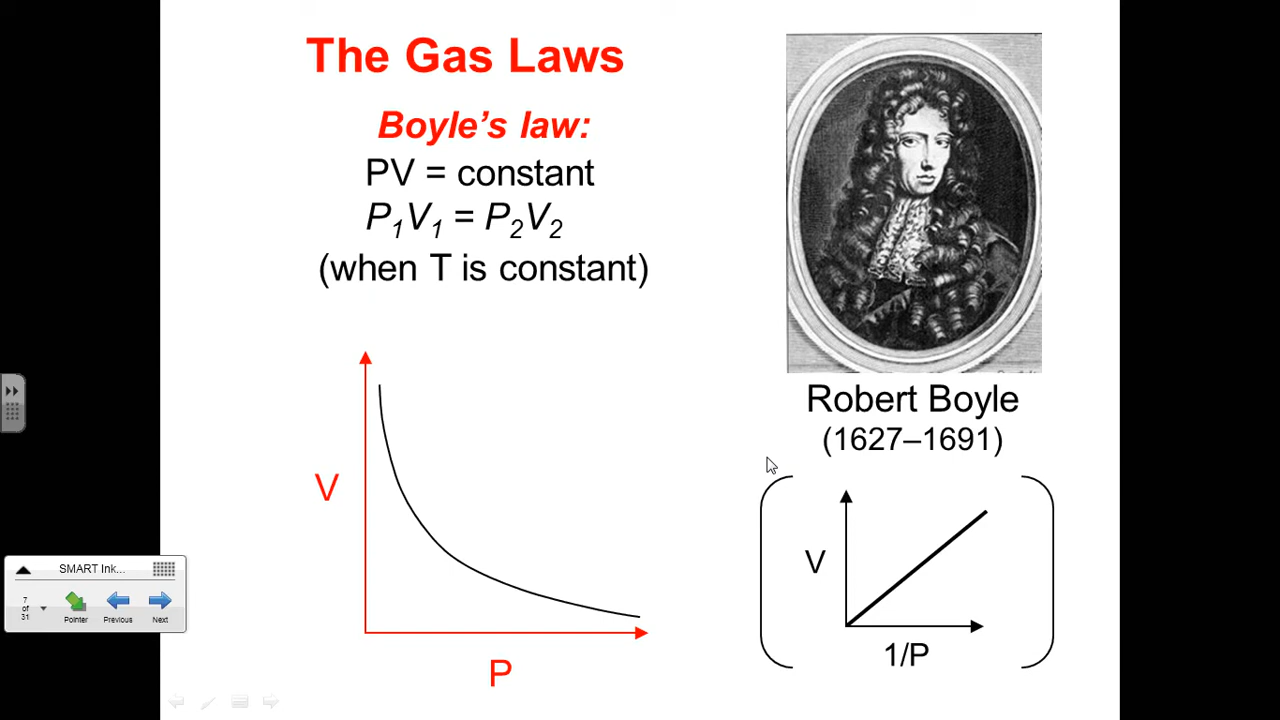 The Gas Laws
Boyle’s law:
PV = constant
P₁V₁ = P₂V₂
(when T is constant)
Robert Boyle
(1627–1691)
V
P
V
1/P
SMART Ink...
7
of
31
Pointer
Previous
Next